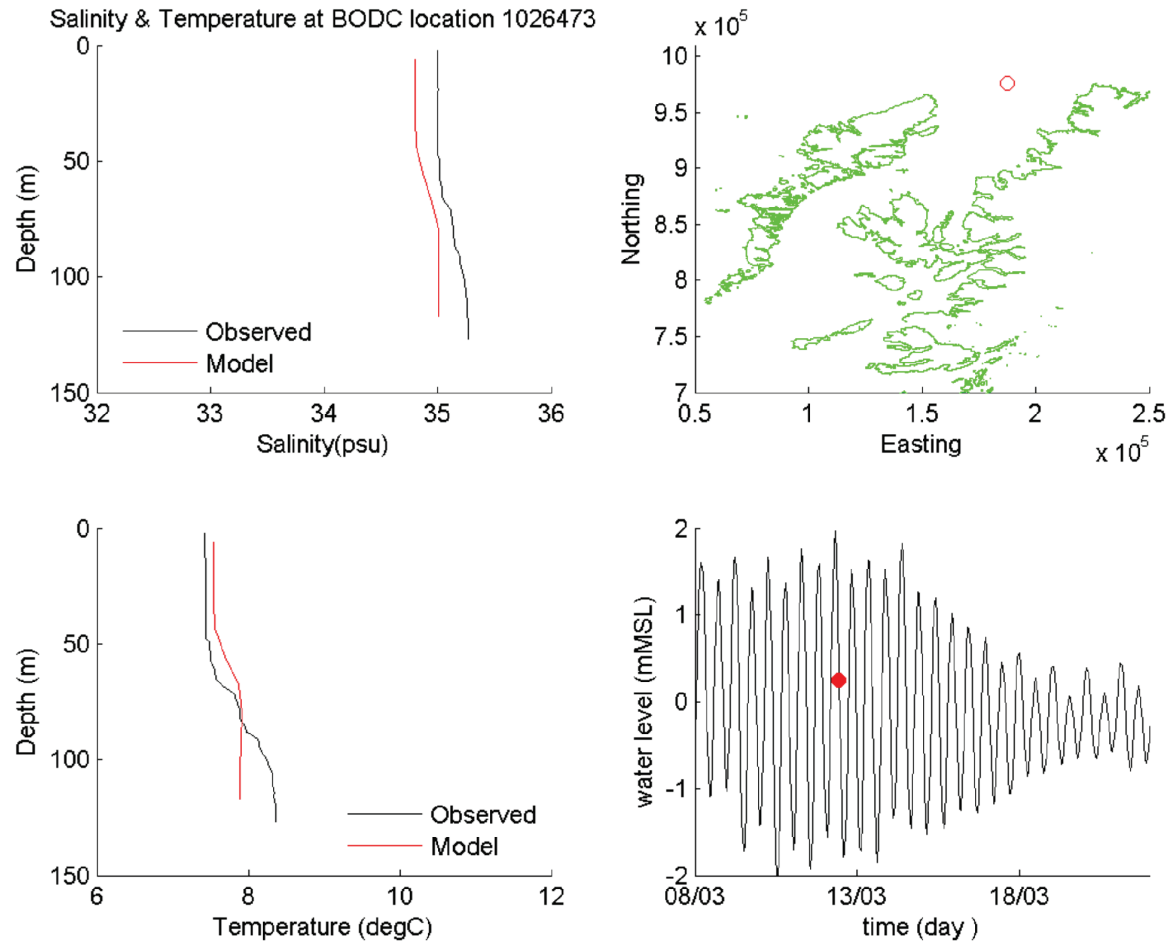 Salinity & Temperature at BODC location 1026473
0
50
100
150
Depth (m)
Observed
Model
32
33
34
35
36
Salinity(psu)
x 10^5
10
9.5
9
8.5
8
7.5
7
Northing
0.5
1
1.5
2
2.5
Easting
x 10^5
0
50
100
150
Depth (m)
Observed
Model
6
8
10
12
Temperature (degC)
2
1
0
-1
-2
water level (mMSL)
08/03
13/03
18/03
time (day )